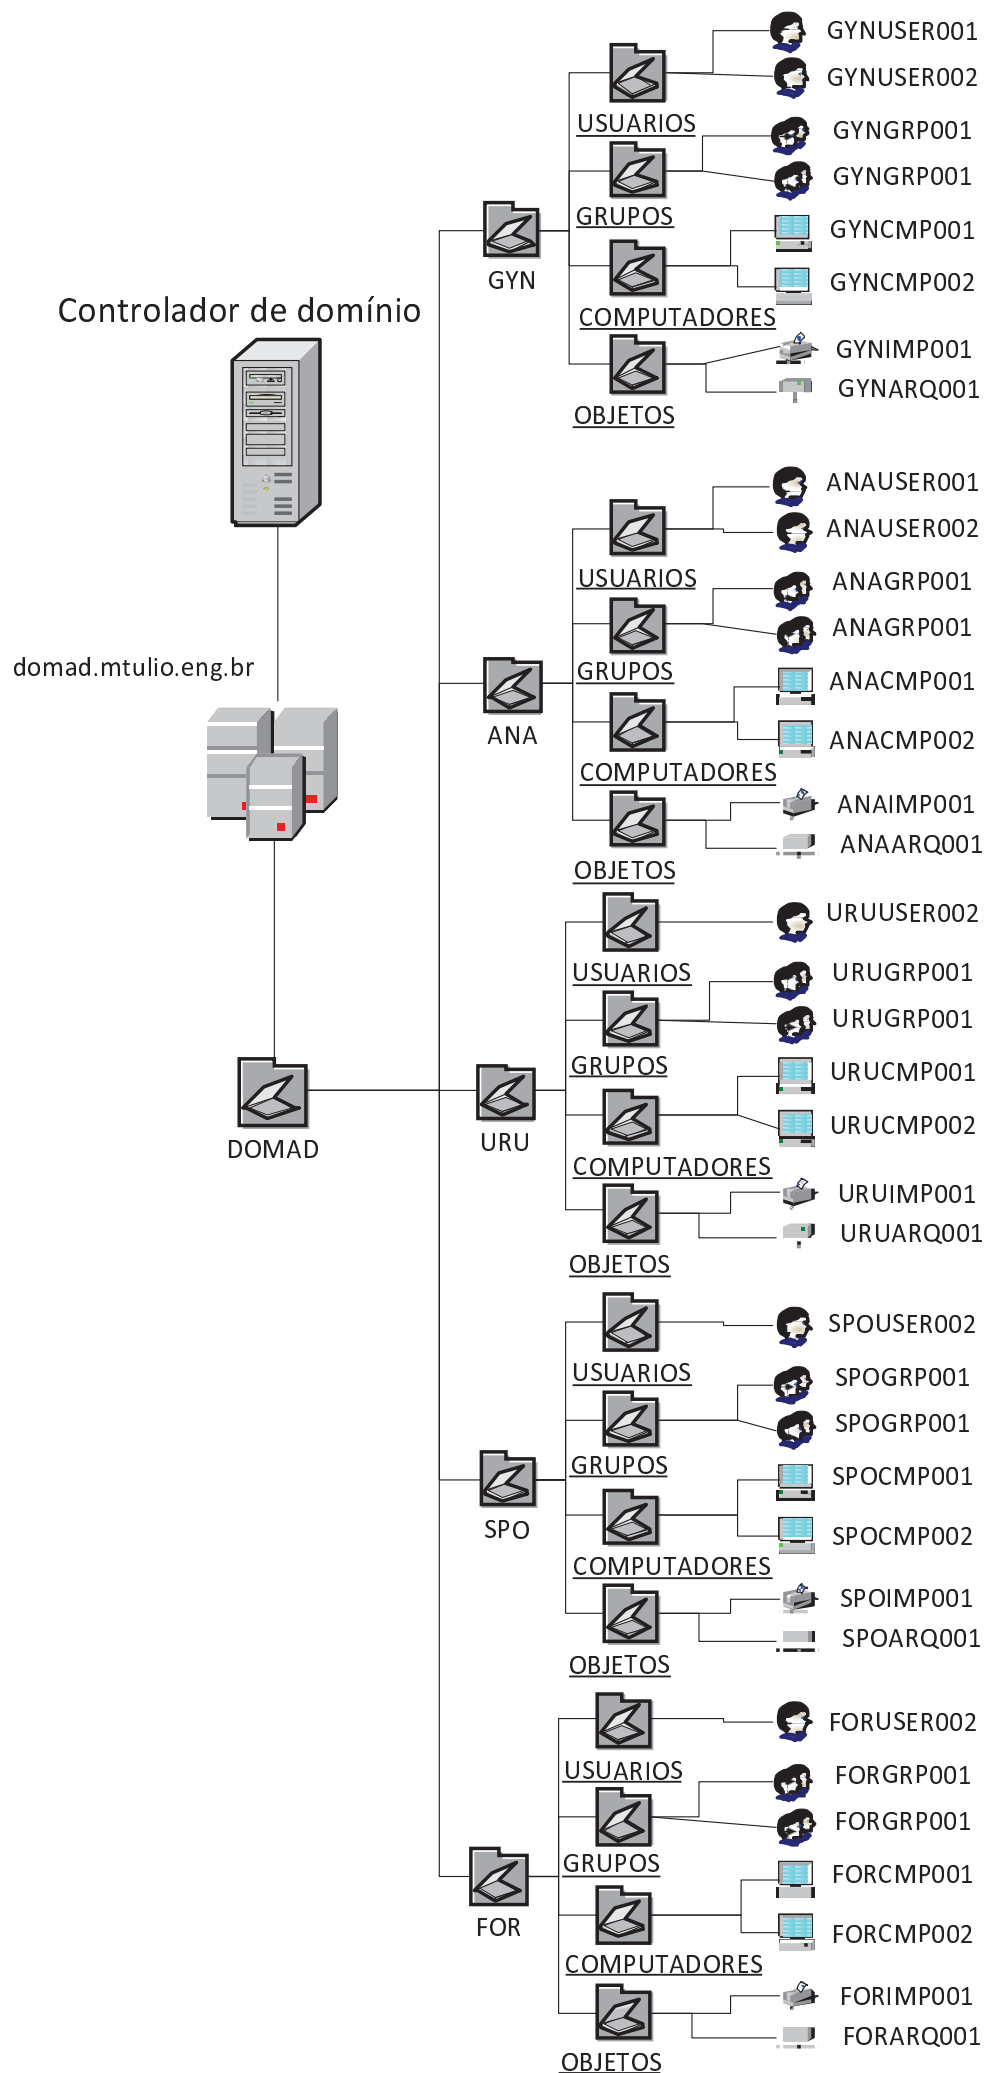 GYNUSER001
GYNUSER002
USUARIOS
GYNGRP001
GYNGRP001
GRUPOS
GYNCMP001
GYN
GYNCMP002
Controlador de domínio
COMPUTADORES
GYNIMP001
GYNARQ001
OBJETOS
ANAUSER001
ANAUSER002
USUARIOS
ANAGRP001
ANAGRP001
domad.mtulio.eng.br
GRUPOS
ANACMP001
ANA
ANACMP002
COMPUTADORES
ANAIMP001
ANAARQ001
OBJETOS
URUUSER002
USUARIOS
URUGRP001
URUGRP001
GRUPOS
URUCMP001
URUCMP002
DOMAD
URU
COMPUTADORES
URUIMP001
URUARQ001
OBJETOS
SPOUSER002
USUARIOS
SPOGRP001
SPOGRP001
GRUPOS
SPOCMP001
SPO
SPOCMP002
COMPUTADORES
SPOIMP001
SPOARQ001
OBJETOS
FORUSER002
USUARIOS
FORGRP001
FORGRP001
GRUPOS
FORCMP001
FOR
FORCMP002
COMPUTADORES
FORIMP001
FORARQ001
OBJETOS